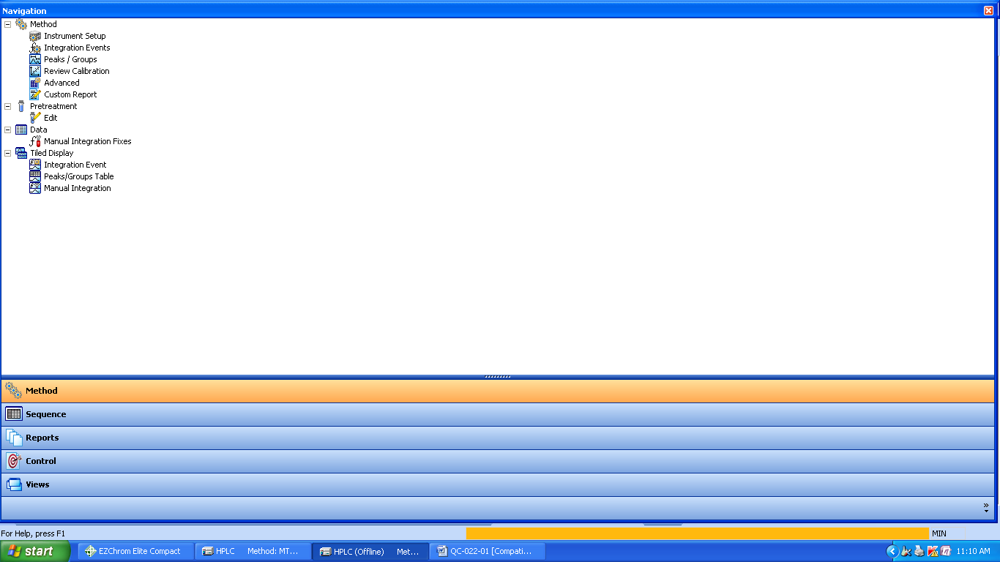 Navigation
Method
Instrument Setup
Integration Events
Peaks / Groups
Review Calibration
Advanced
Custom Report
Pretreatment
Edit
Data
Manual Integration Fixes
Tiled Display
Integration Event
Peaks/Groups Table
Manual Integration
Method
Sequence
Reports
Control
Views
For Help, press F1 MIN
start EZChrom Elite Compact HPLC Method: MT... HPLC (Offline) Met... QC-022-01 [Compati... 11:10 AM